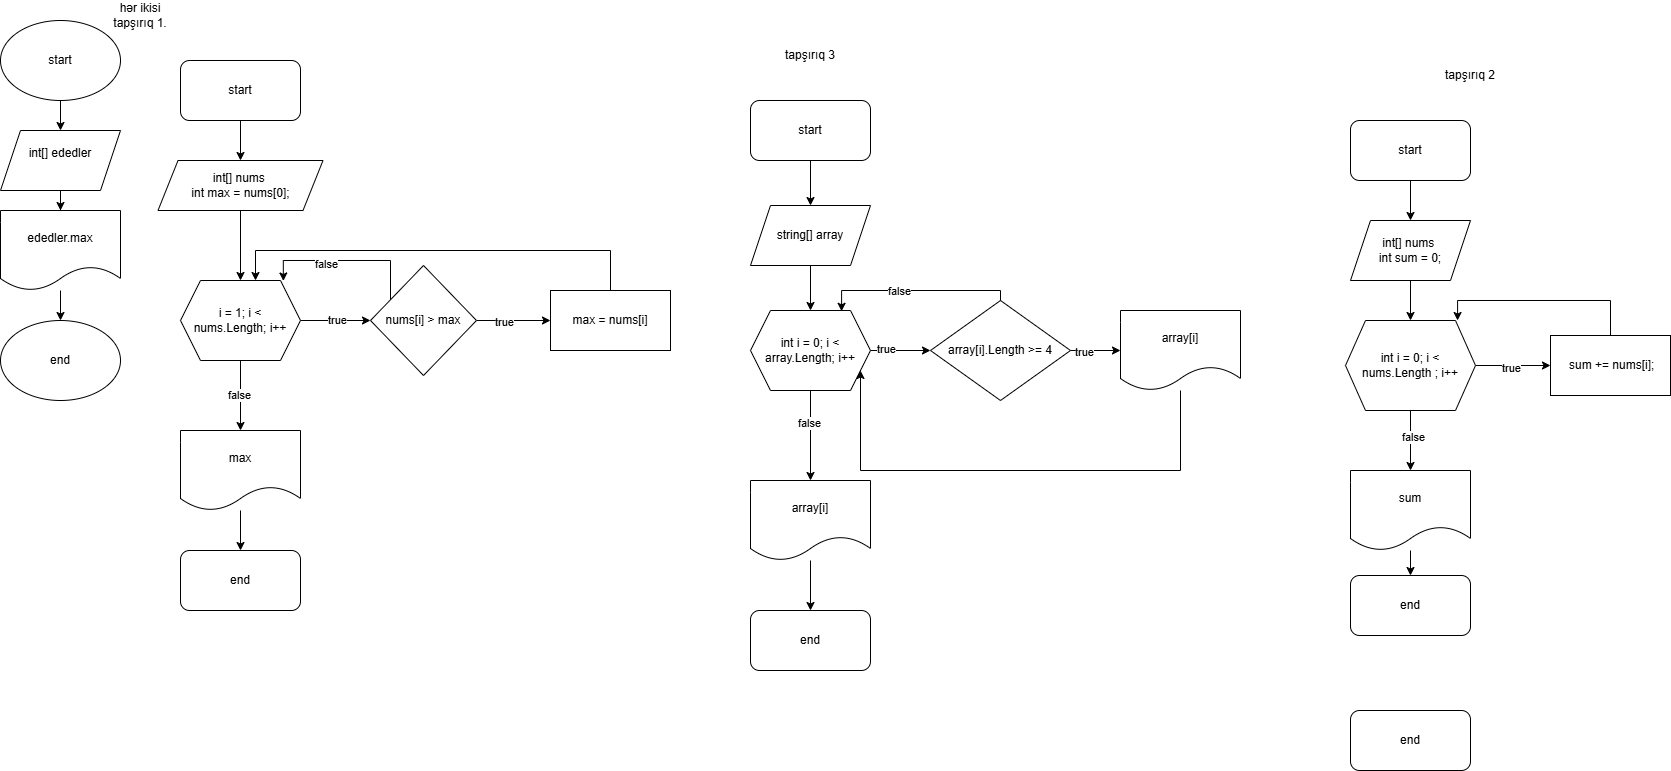 hər ikisi
tapşırıq 1.
start
int[] ededler
ededler.max
end
start
int[] nums
int max = nums[0];
false
i = 1; i <
nums.Length; i++
true
nums[i] > max
true
max = nums[i]
false
max
end
tapşırıq 3
start
string[] array
false
int i = 0; i <
array.Length; i++
true
array[i].Length >= 4
true
array[i]
false
array[i]
end
tapşırıq 2
start
int[] nums
int sum = 0;
int i = 0; i <
nums.Length ; i++
true
sum += nums[i];
false
sum
end
end